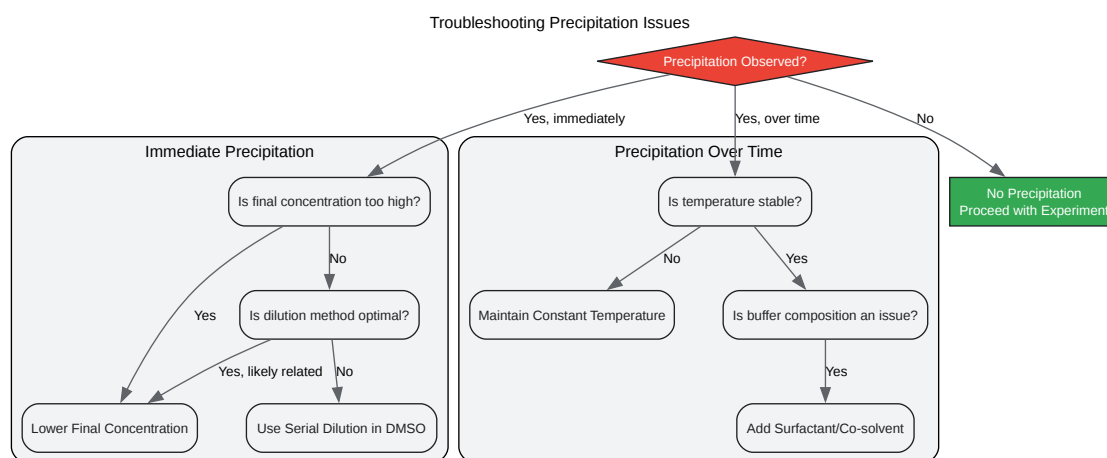 Troubleshooting Precipitation Issues
Precipitation Observed?
Yes, immediately
Yes, over time
No
Immediate Precipitation
Precipitation Over Time
Is final concentration too high?
Is temperature stable?
No Precipitation
Proceed with Experiment
No
No
Yes
Yes
Is dilution method optimal?
Maintain Constant Temperature
Is buffer composition an issue?
Yes, likely related
No
Yes
Lower Final Concentration
Use Serial Dilution in DMSO
Add Surfactant/Co-solvent